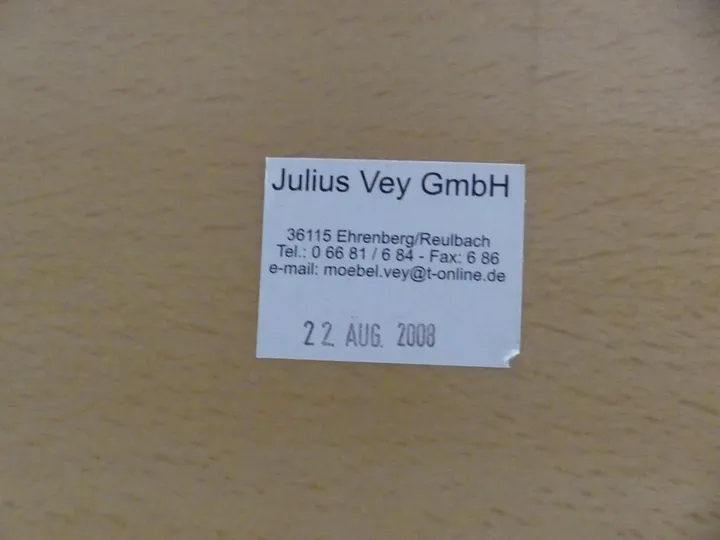 Julius Vey GmbH
36115 Ehrenberg/Reulbach
Tel.: 0 66 81 / 6 84 - Fax: 6 86
e-mail: moebel.vey@t-online.de
22. AUG. 2008